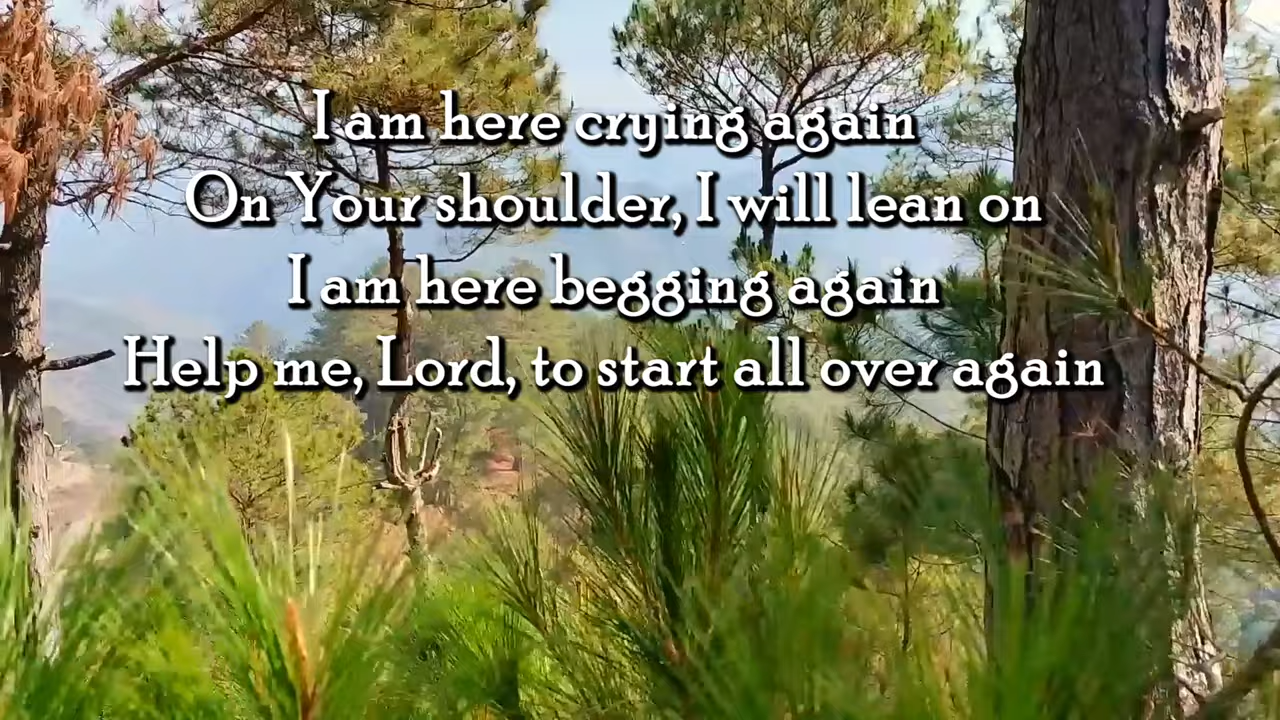 I am here crying again
On Your shoulder, I will lean on
I am here begging again
Help me, Lord, to start all over again